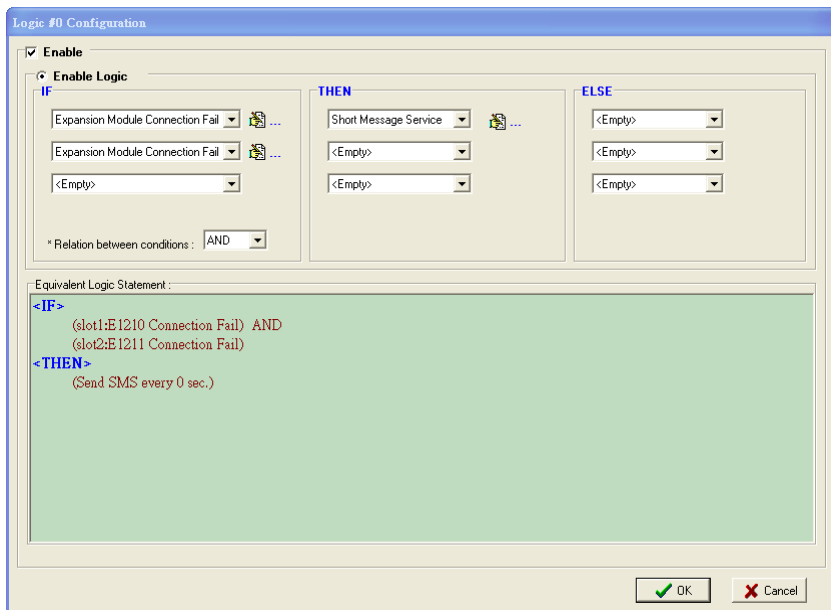 Logic #0 Configuration
Enable
Enable Logic
IF
Expansion Module Connection Fail
...
Expansion Module Connection Fail
...
<Empty>
* Relation between conditions : AND
THEN
Short Message Service
...
<Empty>
<Empty>
ELSE
<Empty>
<Empty>
<Empty>
Equivalent Logic Statement :
<IF>
(slot1:E1210 Connection Fail) AND
(slot2:E1211 Connection Fail)
<THEN>
(Send SMS every 0 sec.)
OK
Cancel